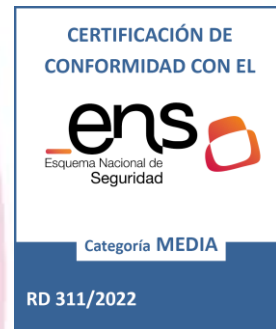 CERTIFICACIÓN DE
CONFORMIDAD CON EL
ens
Esquema Nacional de
Seguridad
Categoría MEDIA
RD 311/2022